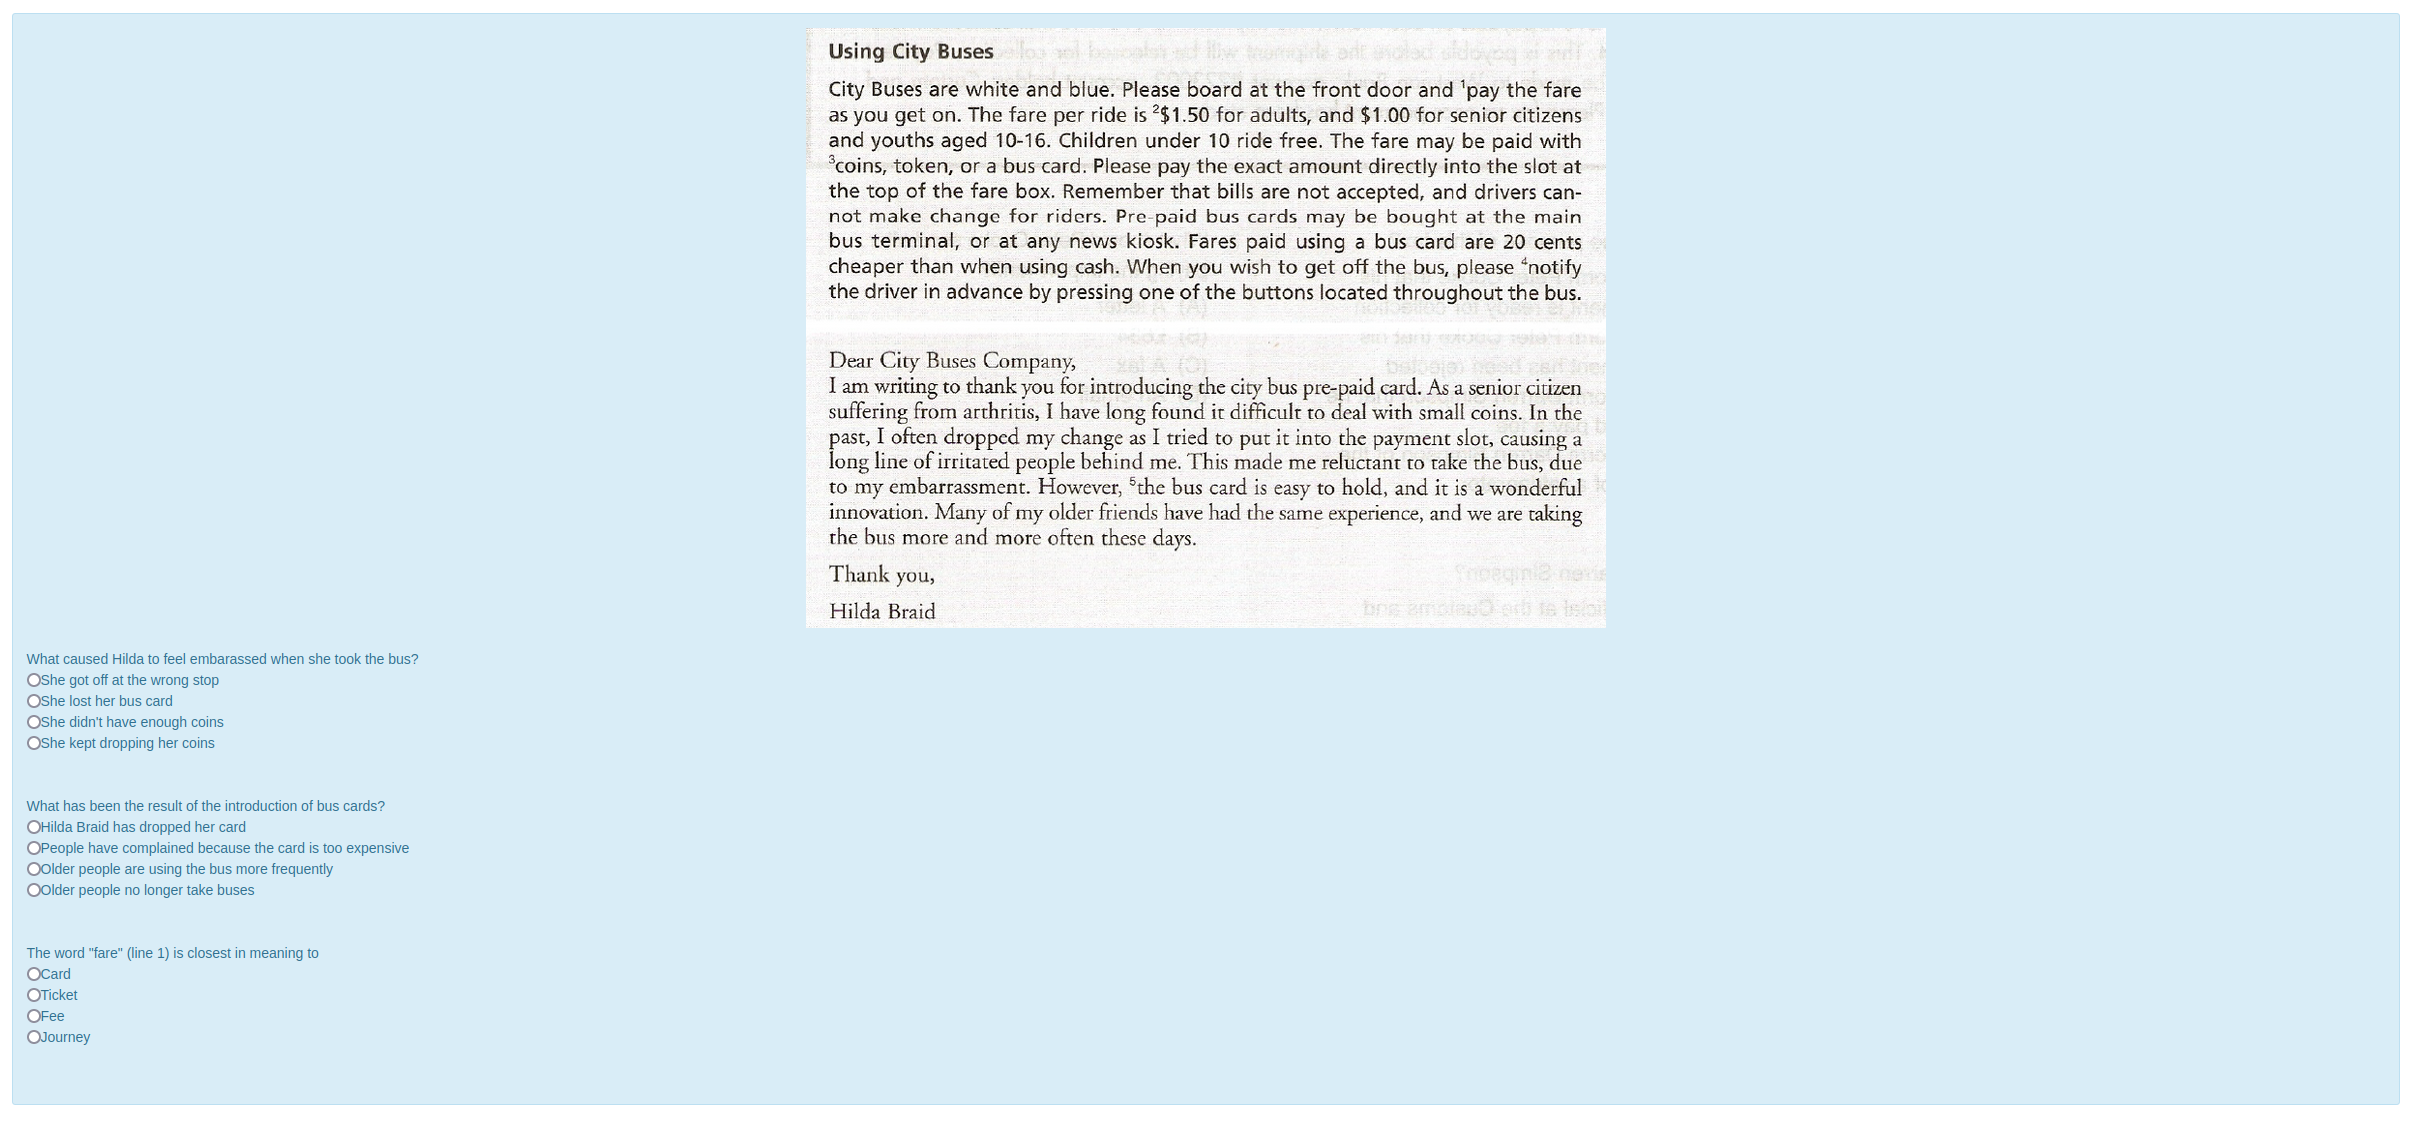 Using City Buses
City Buses are white and blue. Please board at the front door and ¹pay the fare
as you get on. The fare per ride is ²$1.50 for adults, and $1.00 for senior citizens
and youths aged 10-16. Children under 10 ride free. The fare may be paid with
³coins, token, or a bus card. Please pay the exact amount directly into the slot at
the top of the fare box. Remember that bills are not accepted, and drivers can-
not make change for riders. Pre-paid bus cards may be bought at the main
bus terminal, or at any news kiosk. Fares paid using a bus card are 20 cents
cheaper than when using cash. When you wish to get off the bus, please ⁴notify
the driver in advance by pressing one of the buttons located throughout the bus.
Dear City Buses Company,
I am writing to thank you for introducing the city bus pre-paid card. As a senior citizen
suffering from arthritis, I have long found it difficult to deal with small coins. In the
past, I often dropped my change as I tried to put it into the payment slot, causing a
long line of irritated people behind me. This made me reluctant to take the bus, due
to my embarrassment. However, ⁵the bus card is easy to hold, and it is a wonderful
innovation. Many of my older friends have had the same experience, and we are taking
the bus more and more often these days.
Thank you,
Hilda Braid
What caused Hilda to feel embarassed when she took the bus?
She got off at the wrong stop
She lost her bus card
She didn't have enough coins
She kept dropping her coins
What has been the result of the introduction of bus cards?
Hilda Braid has dropped her card
People have complained because the card is too expensive
Older people are using the bus more frequently
Older people no longer take buses
The word "fare" (line 1) is closest in meaning to
Card
Ticket
Fee
Journey